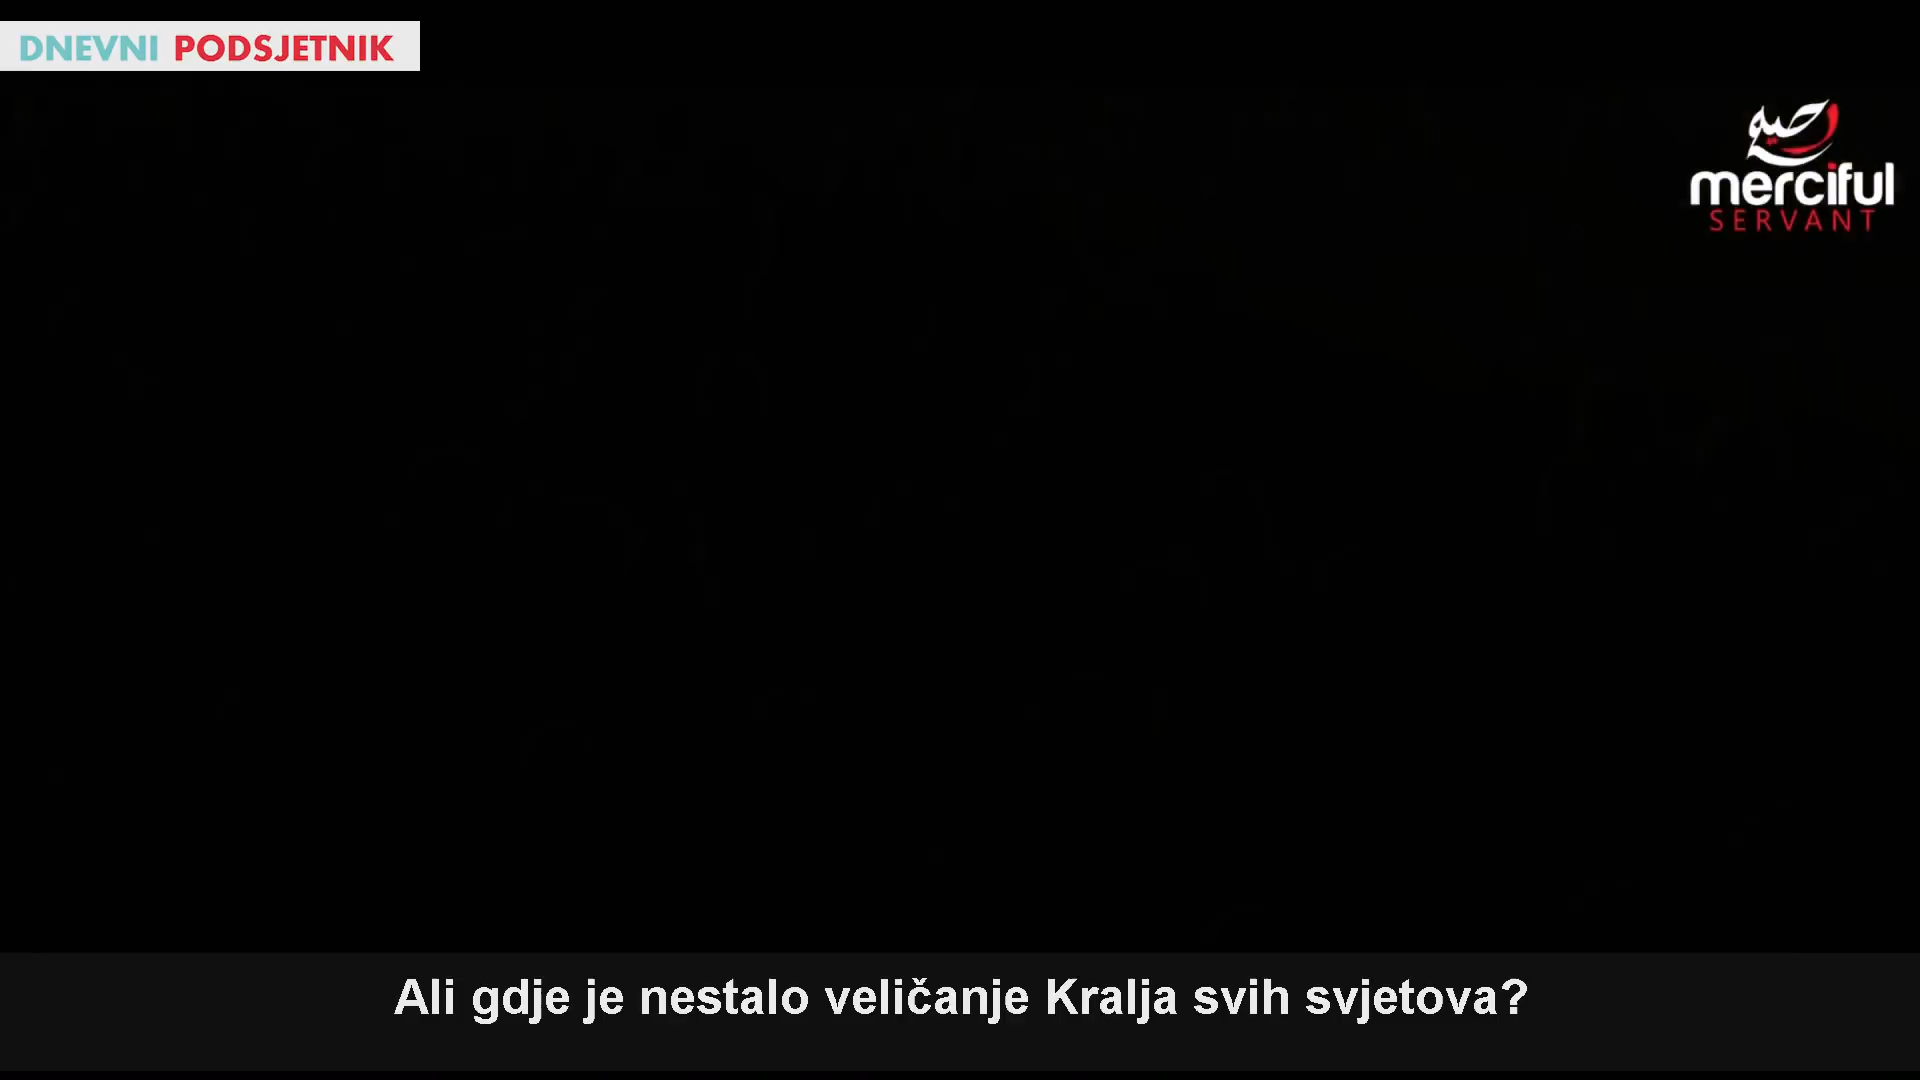 DNEVNI PODSJETNIK
merciful
SERVANT
Ali gdje je nestalo veličanje Kralja svih svjetova?